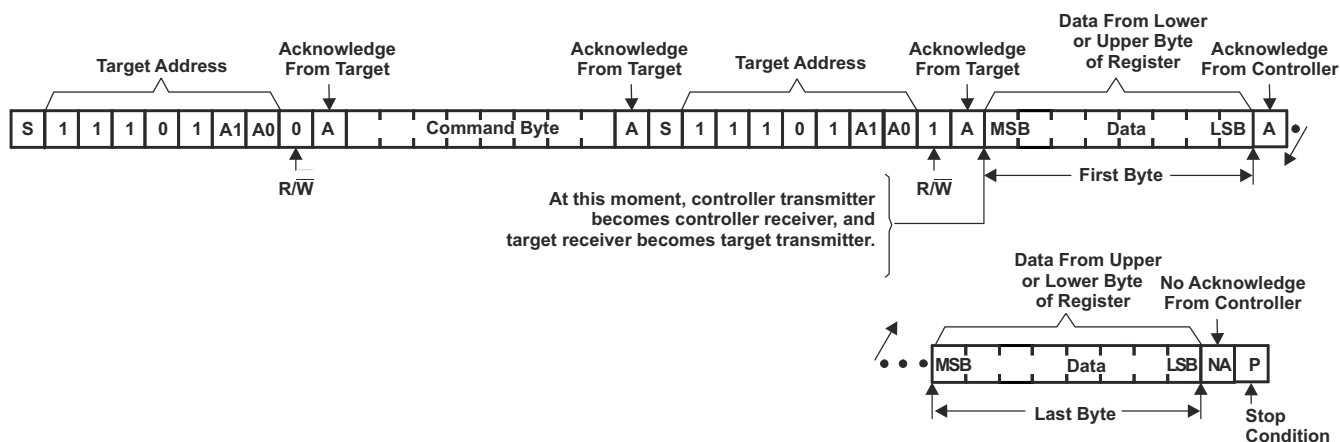 Data From Lower
or Upper Byte
of Register
Acknowledge
From Target
Acknowledge
From Target
Acknowledge
From Target
Acknowledge
From Controller
Target Address
Target Address
S 1 1 1 0 1 A1 A0 0 A Command Byte A S 1 1 1 0 1 A1 A0 1 A MSB Data LSB A
R/W̅
R/W̅
First Byte
At this moment, controller transmitter
becomes controller receiver, and
target receiver becomes target transmitter.
Data From Upper
or Lower Byte
of Register
No Acknowledge
From Controller
MSB Data LSB NA P
Last Byte
Stop
Condition